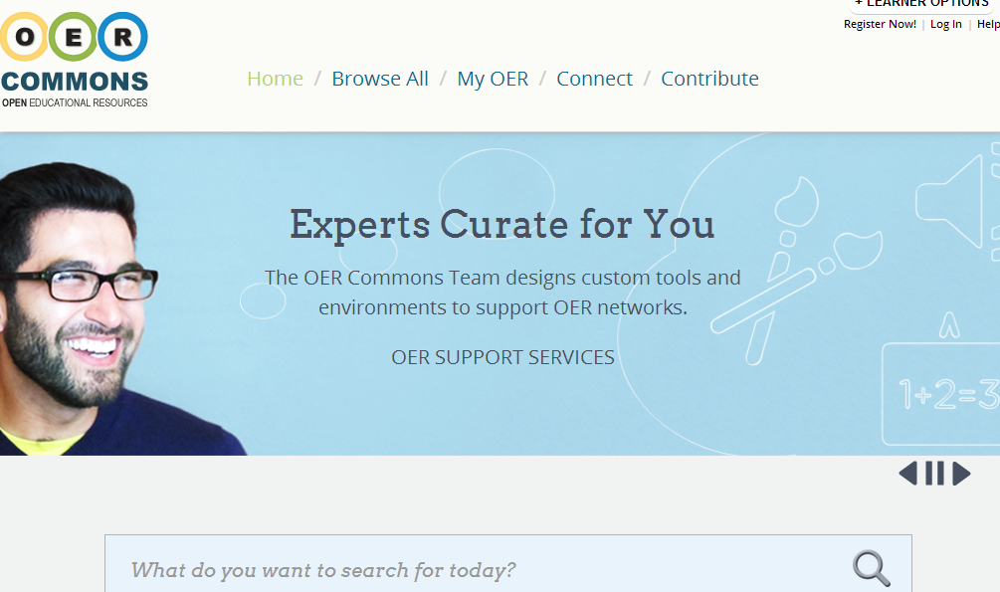 + LEARNER OPTIONS
Register Now! | Log In | Help
OER
COMMONS
OPEN EDUCATIONAL RESOURCES
Home / Browse All / My OER / Connect / Contribute
Experts Curate for You
The OER Commons Team designs custom tools and
environments to support OER networks.
OER SUPPORT SERVICES
1+2=3
What do you want to search for today?